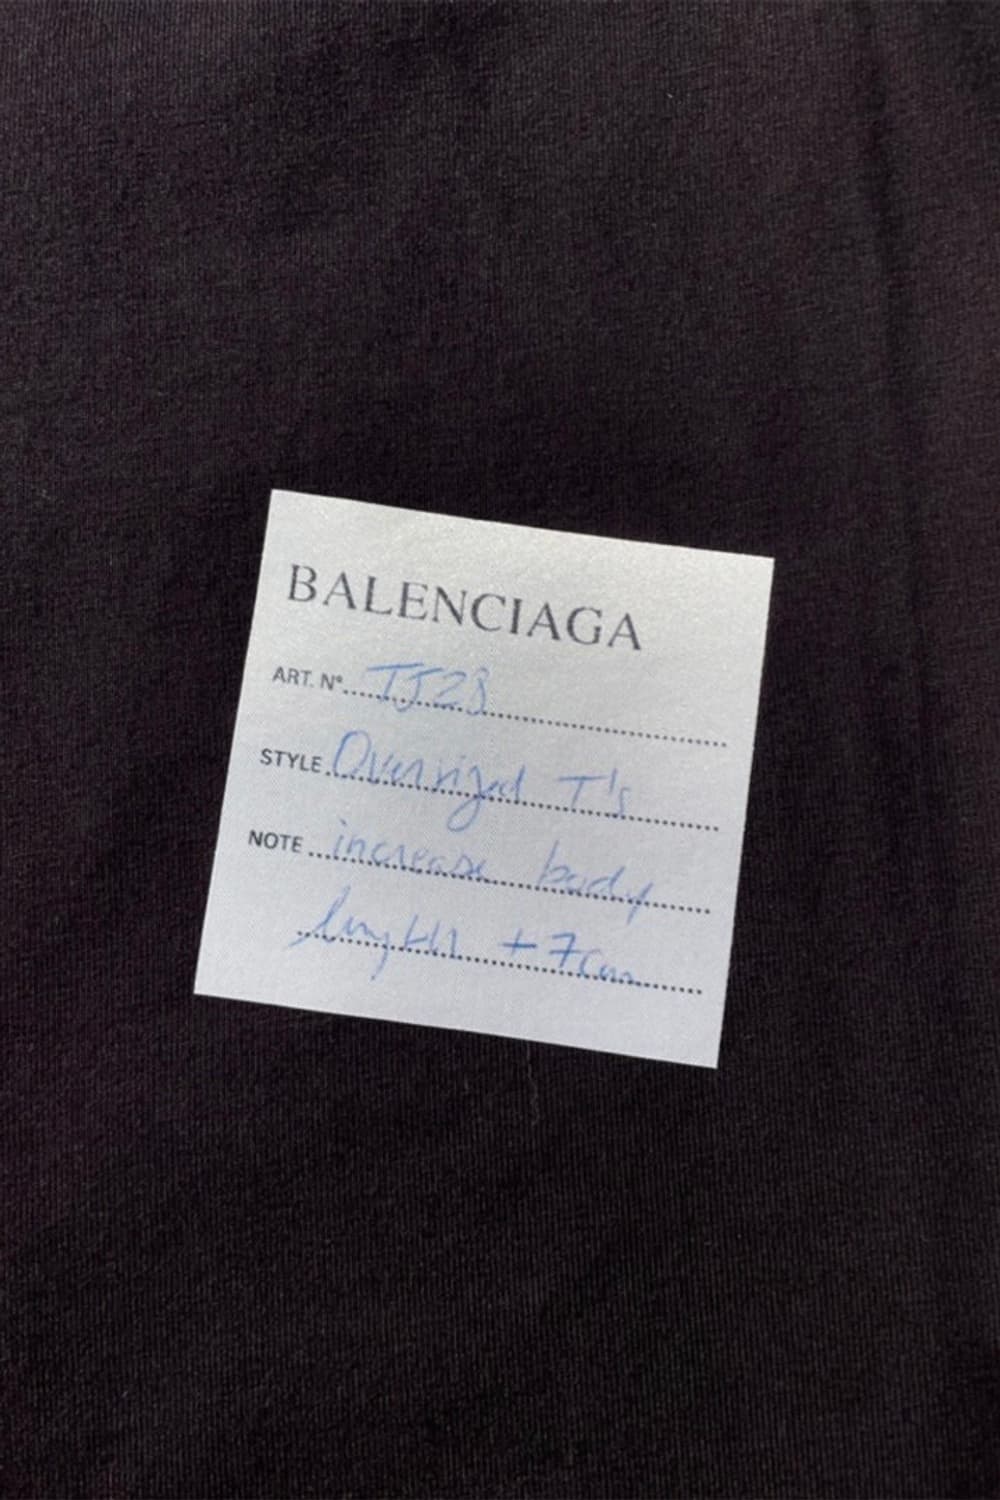 BALENCIAGA
ART. N° TJ28
STYLE Oversized T's
NOTE increase body
length +7cm